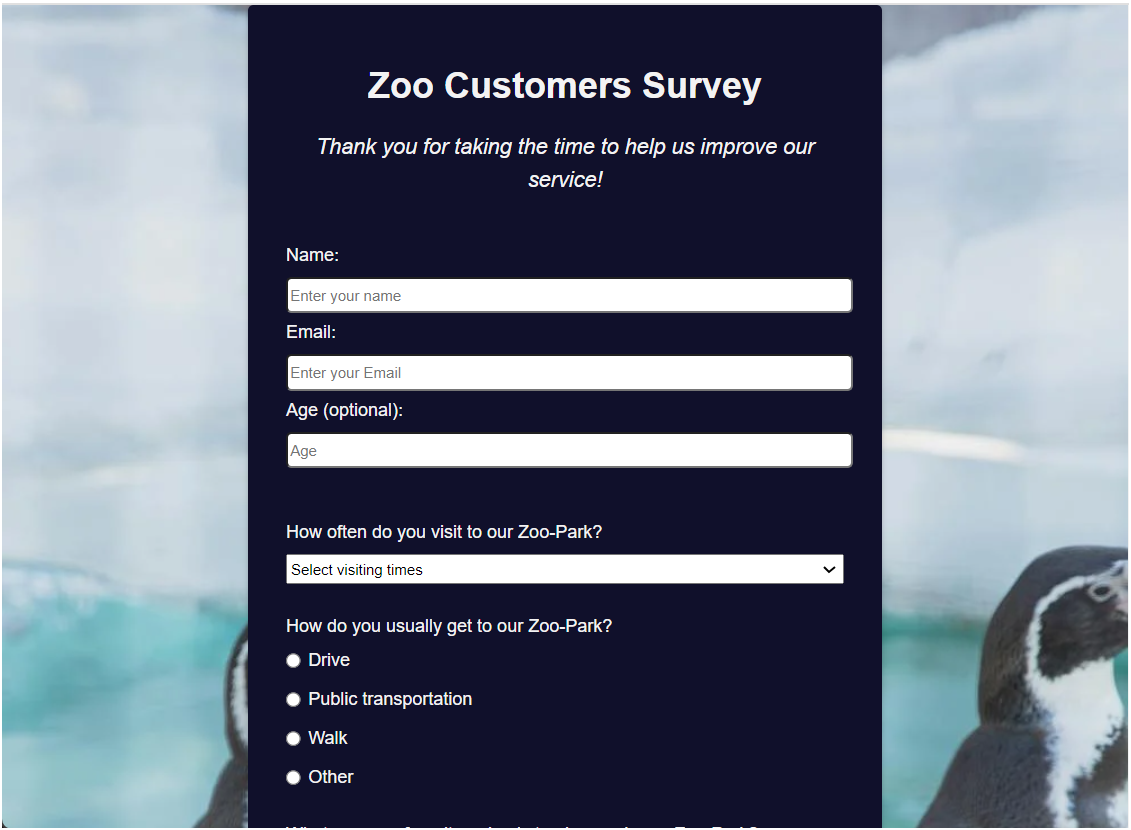 Zoo Customers Survey
Thank you for taking the time to help us improve our
service!
Name:
Enter your name
Email:
Enter your Email
Age (optional):
Age
How often do you visit to our Zoo-Park?
Select visiting times
How do you usually get to our Zoo-Park?
Drive
Public transportation
Walk
Other